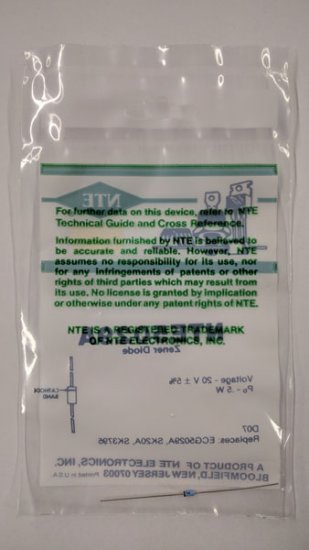 NTE
For further data on this device, refer to NTE
Technical Guide and Cross Reference.
Information furnished by NTE is believed to
be accurate and reliable. However, NTE
assumes no responsibility for its use, nor
for any infringements of patents or other
rights of third parties which may result from
its use. No license is granted by implication
or otherwise under any patent rights of NTE.
NTE IS A REGISTERED TRADEMARK
OF NTE ELECTRONICS, INC.
Zener Diode
Voltage - 20 V ± 5%
CATHODE
BAND
D07
Replaces: ECG5029A, SK20A, SK3795
A PRODUCT OF NTE ELECTRONICS, INC.
BLOOMFIELD, NEW JERSEY 07003
Printed in U.S.A.